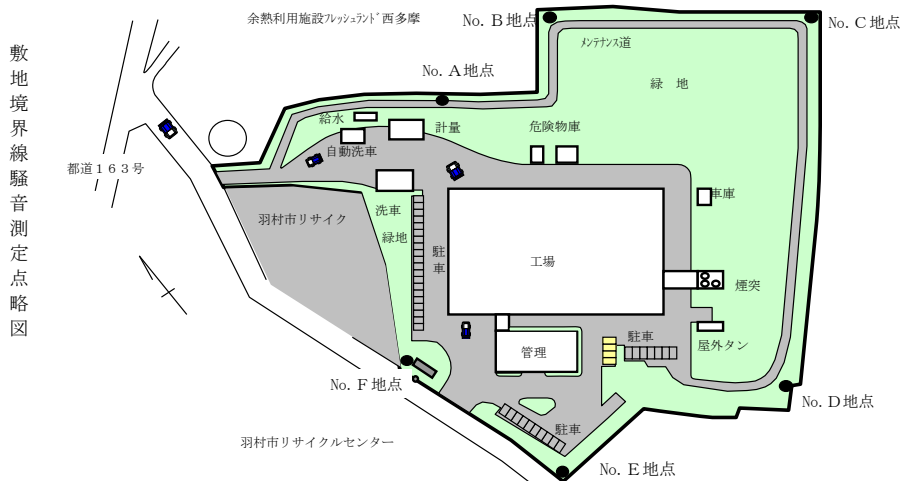 敷地境界線騒音測定点略図
余熱利用施設フレッシュランド西多摩
No. B地点
No. C地点
メンテナンス道
緑 地
No. A地点
給水
計量
危険物庫
自動洗車
都道163号
車庫
羽村市リサイク
洗車
緑地
駐車
工場
煙突
駐車
屋外タン
管理
No. F地点
No. D地点
駐車
羽村市リサイクルセンター
No. E地点